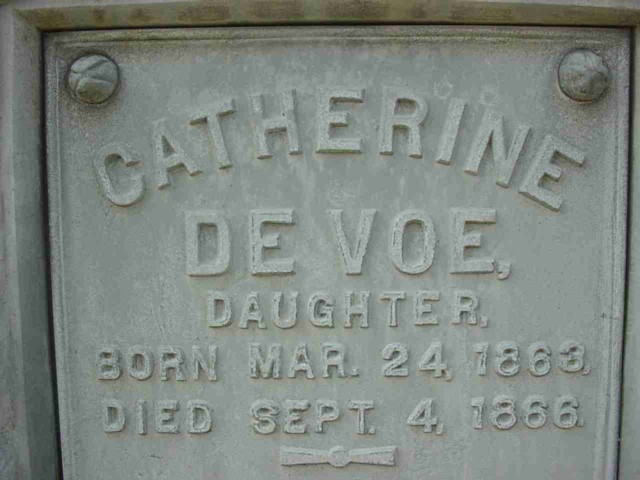 CATHERINE
DE VOE,
DAUGHTER.
BORN MAR. 24, 1863.
DIED SEPT. 4, 1866.